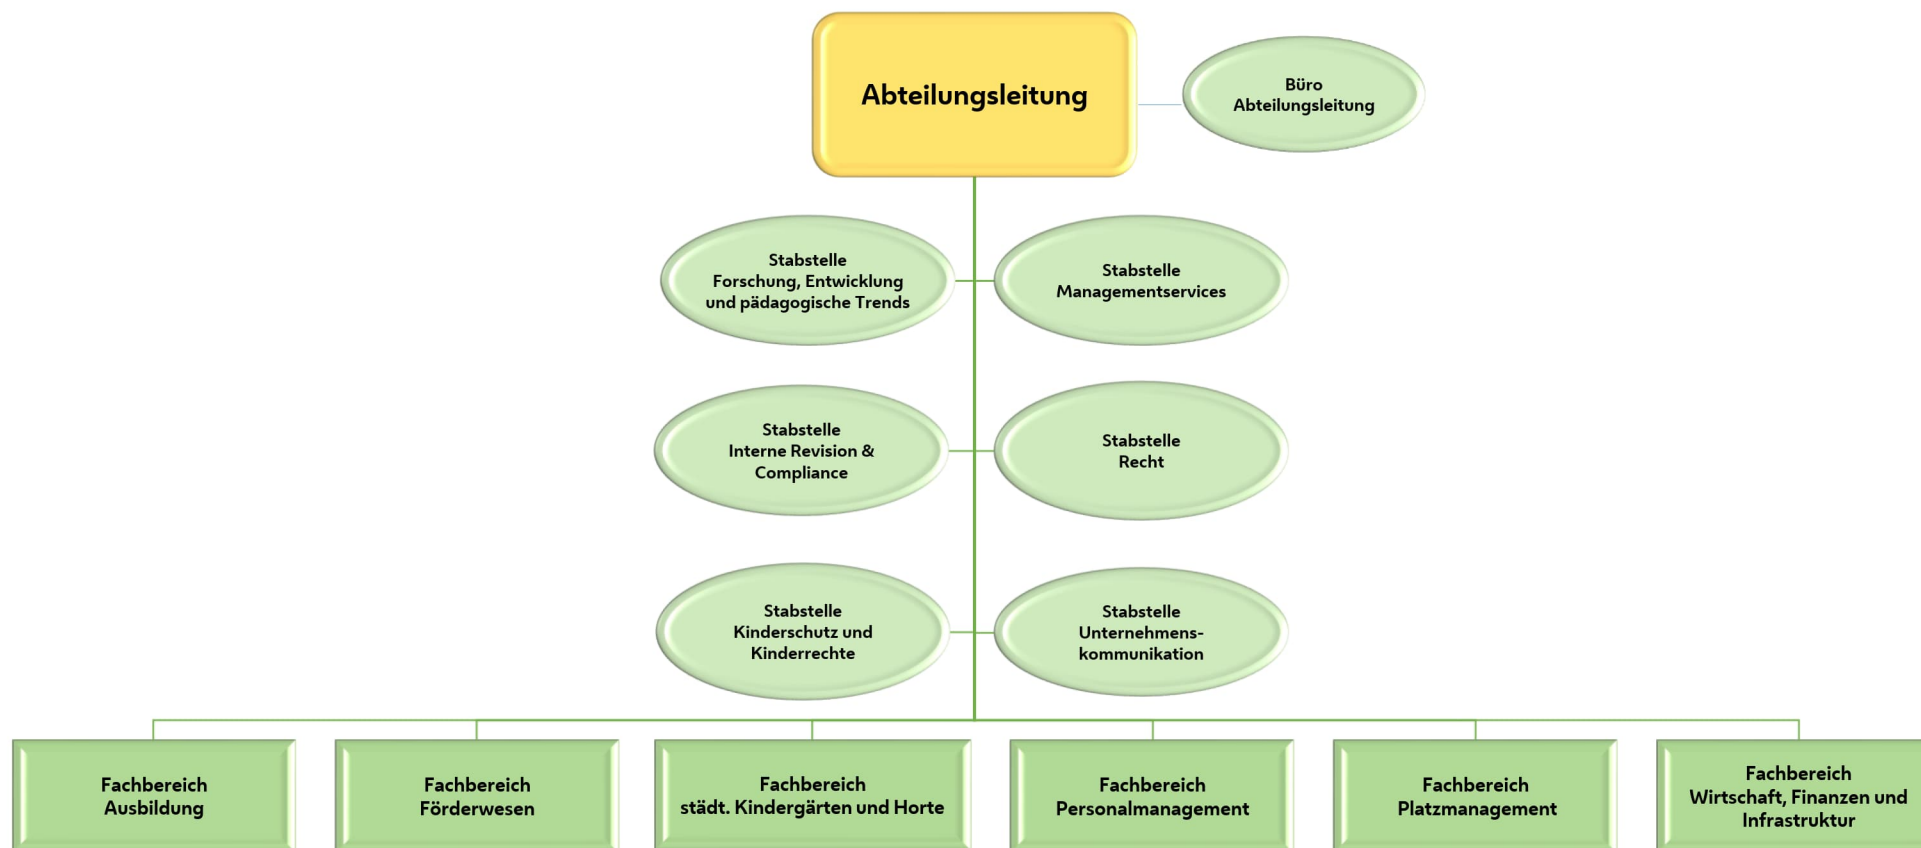 Abteilungsleitung
Büro
Abteilungsleitung
Stabstelle
Forschung, Entwicklung
und pädagogische Trends
Stabstelle
Managementservices
Stabstelle
Interne Revision &
Compliance
Stabstelle
Recht
Stabstelle
Kinderschutz und
Kinderrechte
Stabstelle
Unternehmens-
kommunikation
Fachbereich
Ausbildung
Fachbereich
Förderwesen
Fachbereich
städt. Kindergärten und Horte
Fachbereich
Personalmanagement
Fachbereich
Platzmanagement
Fachbereich
Wirtschaft, Finanzen und
Infrastruktur